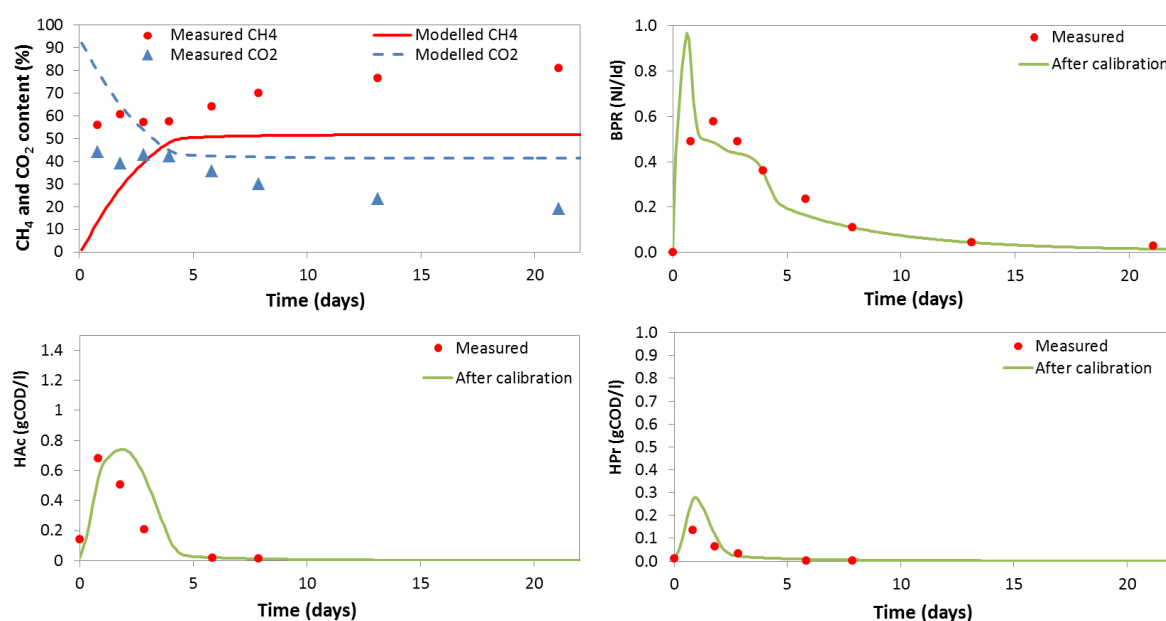 Measured CH4
Modelled CH4
Measured CO2
Modelled CO2
CH4 and CO2 content (%)
100
90
80
70
60
50
40
30
20
10
0
0 5 10 15 20
Time (days)
Measured
After calibration
BPR (Nl/ld)
1.0
0.8
0.6
0.4
0.2
0.0
0 5 10 15 20
Time (days)
Measured
After calibration
HAc (gCOD/l)
1.4
1.2
1
0.8
0.6
0.4
0.2
0
0 5 10 15 20
Time (days)
Measured
After calibration
HPr (gCOD/l)
1.0
0.9
0.8
0.7
0.6
0.5
0.4
0.3
0.2
0.1
0.0
0 5 10 15 20
Time (days)